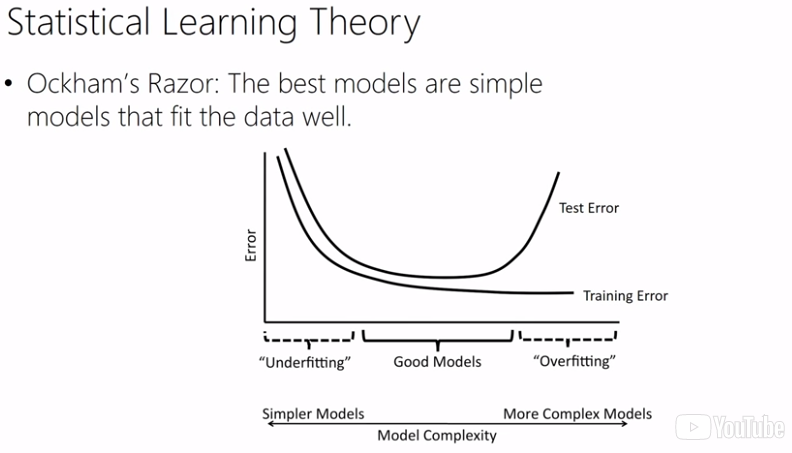 Statistical Learning Theory
• Ockham's Razor: The best models are simple
models that fit the data well.
Test Error
Error
Training Error
"Underfitting"
Good Models
"Overfitting"
Simpler Models
More Complex Models
Model Complexity
YouTube